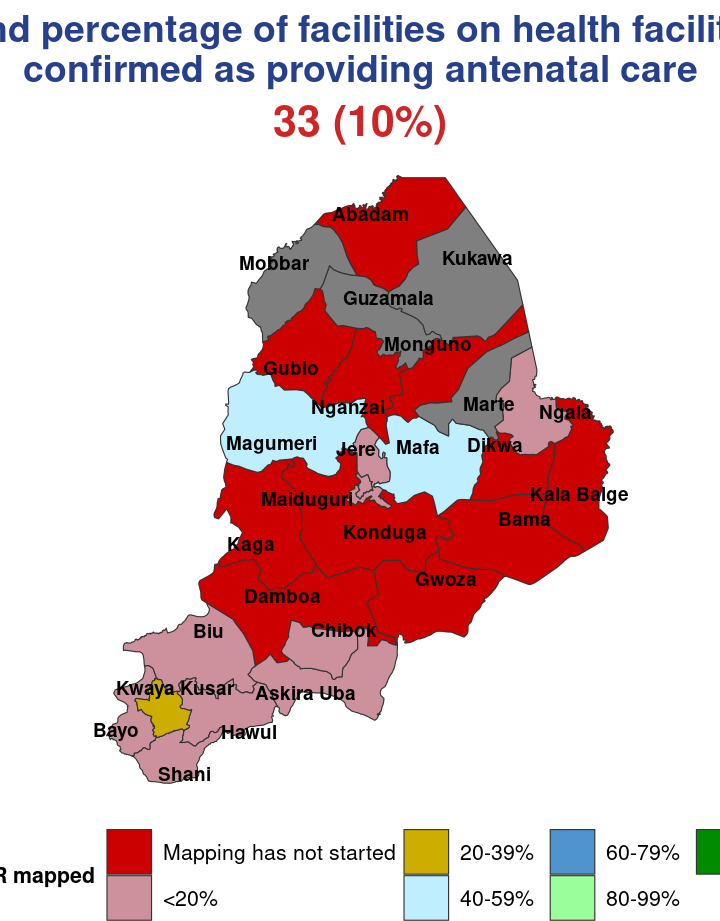 percentage of facilities on health
confirmed as providing antenatal care
33 (10%)
Abadam
Mobbar
Kukawa
Guzamala
Monguno
Gubio
Nganzai
Marte
Ngala
Magumeri
Jere
Mafa
Dikwa
Maiduguri
Kala Balge
Konduga
Bama
Kaga
Gwoza
Damboa
Biu
Chibok
Kwaya Kusar
Askira Uba
Bayo
Hawul
Shani
R mapped
Mapping has not started
<20%
20-39%
40-59%
60-79%
80-99%